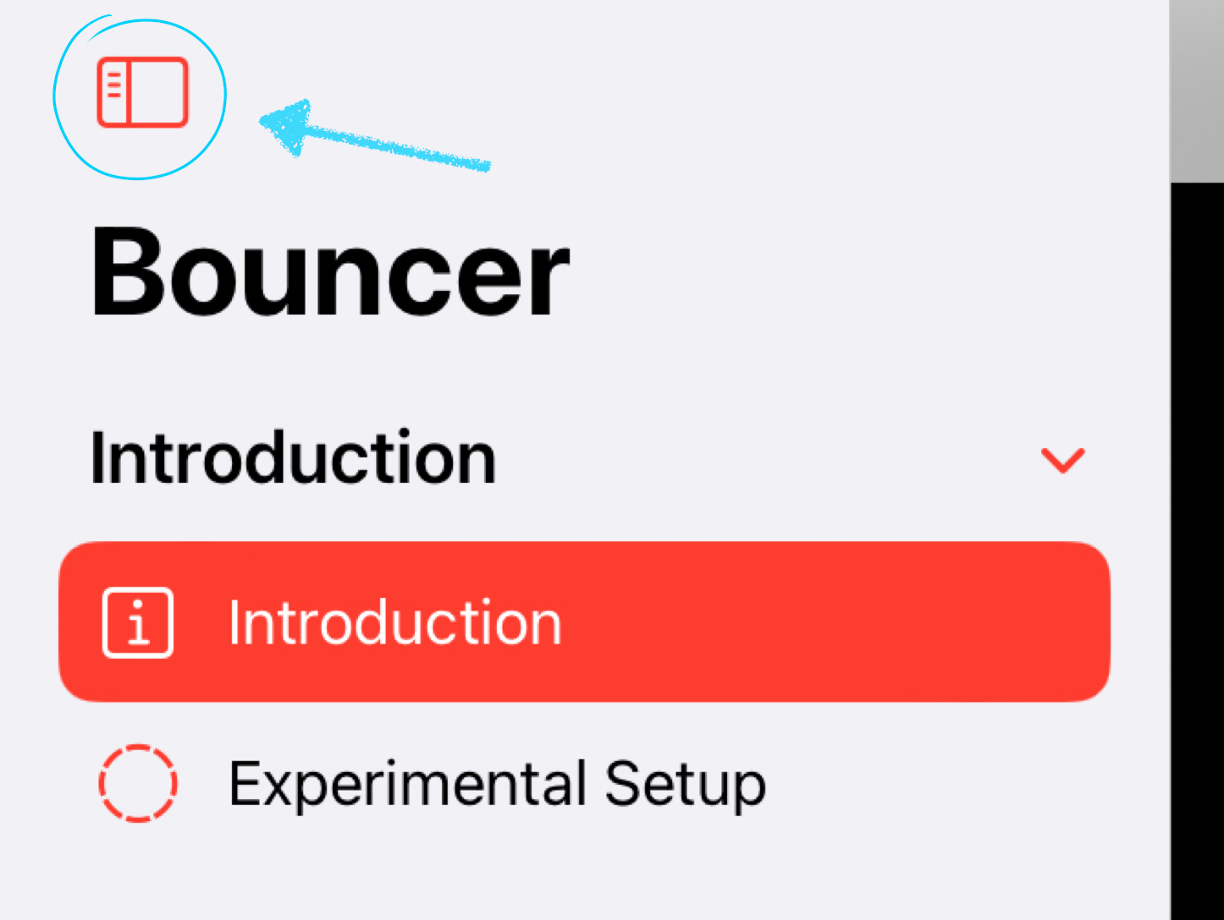 Bouncer
Introduction
Introduction
Experimental Setup